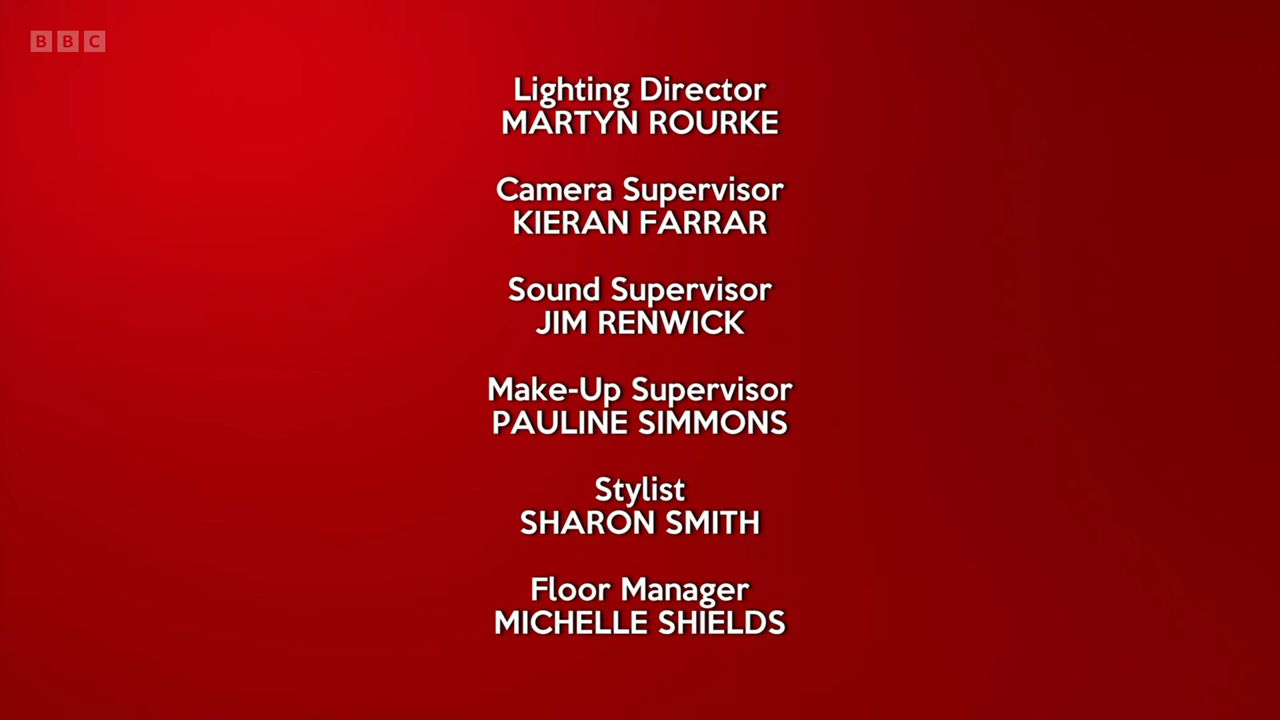 BBC
Lighting Director
MARTYN ROURKE
Camera Supervisor
KIERAN FARRAR
Sound Supervisor
JIM RENWICK
Make-Up Supervisor
PAULINE SIMMONS
Stylist
SHARON SMITH
Floor Manager
MICHELLE SHIELDS